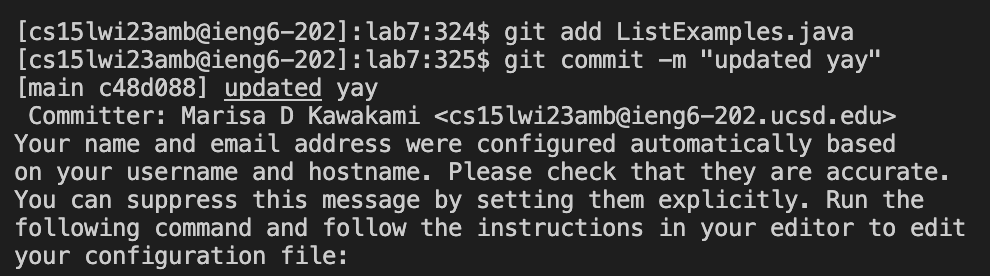 [cs15lwi23amb@ieng6-202]:lab7:324$ git add ListExamples.java
[cs15lwi23amb@ieng6-202]:lab7:325$ git commit -m "updated yay"
[main c48d088] updated yay
 Committer: Marisa D Kawakami <cs15lwi23amb@ieng6-202.ucsd.edu>
Your name and email address were configured automatically based
on your username and hostname. Please check that they are accurate.
You can suppress this message by setting them explicitly. Run the
following command and follow the instructions in your editor to edit
your configuration file: